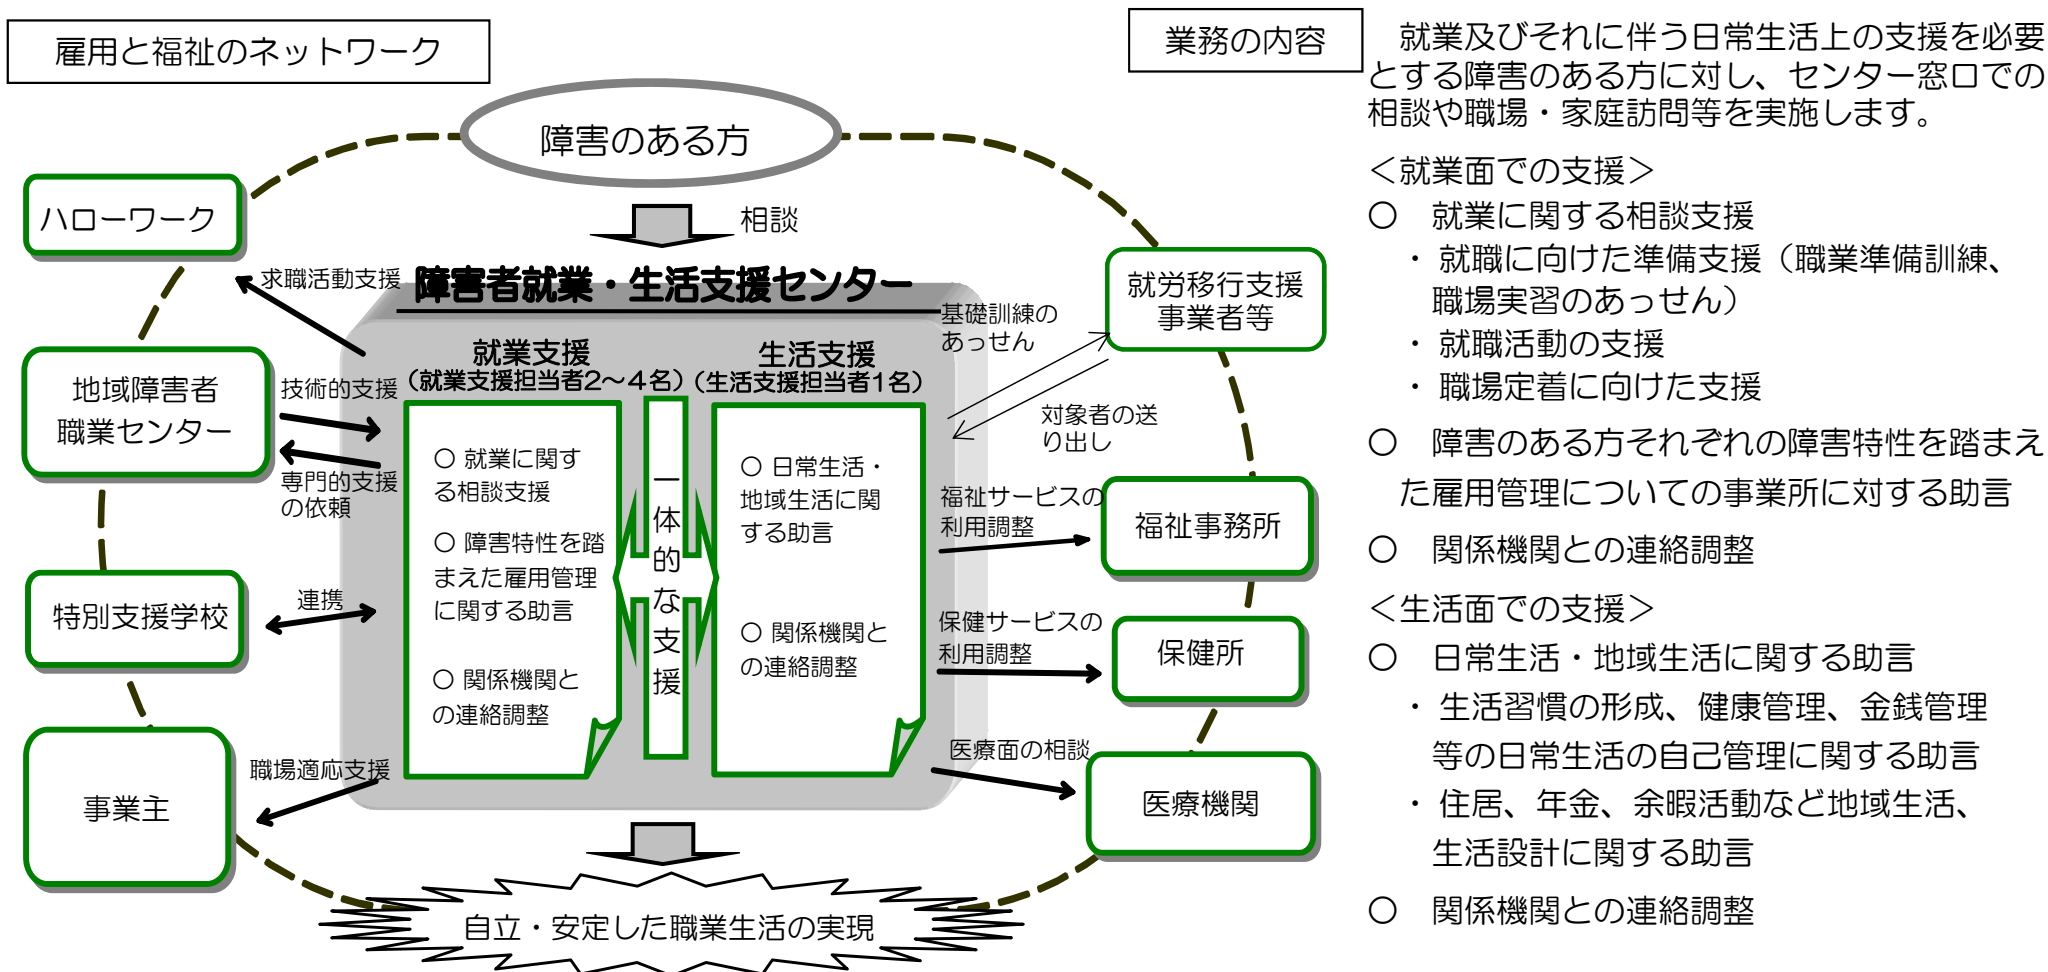 雇用と福祉のネットワーク
障害のある方
相談
ハローワーク
求職活動支援
障害者就業・生活支援センター
地域障害者
職業センター
技術的支援
専門的支援
の依頼
特別支援学校
連携
事業主
職場適応支援
就業支援
(就業支援担当者2〜4名)
○ 就業に関す
る相談支援
○ 障害特性を踏
まえた雇用管理
に関する助言
○ 関係機関と
の連絡調整
一体的な支援
生活支援
(生活支援担当者1名)
○ 日常生活・
地域生活に関
する助言
○ 関係機関と
の連絡調整
基礎訓練の
あっせん
就労移行支援
事業者等
対象者の送
り出し
福祉サービスの
利用調整
福祉事務所
保健サービスの
利用調整
保健所
医療面の相談
医療機関
自立・安定した職業生活の実現
業務の内容
就業及びそれに伴う日常生活上の支援を必要
とする障害のある方に対し、センター窓口での
相談や職場・家庭訪問等を実施します。
＜就業面での支援＞
○ 就業に関する相談支援
・ 就職に向けた準備支援（職業準備訓練、
職場実習のあっせん）
・ 就職活動の支援
・ 職場定着に向けた支援
○ 障害のある方それぞれの障害特性を踏まえ
た雇用管理についての事業所に対する助言
○ 関係機関との連絡調整
＜生活面での支援＞
○ 日常生活・地域生活に関する助言
・ 生活習慣の形成、健康管理、金銭管理
等の日常生活の自己管理に関する助言
・ 住居、年金、余暇活動など地域生活、
生活設計に関する助言
○ 関係機関との連絡調整